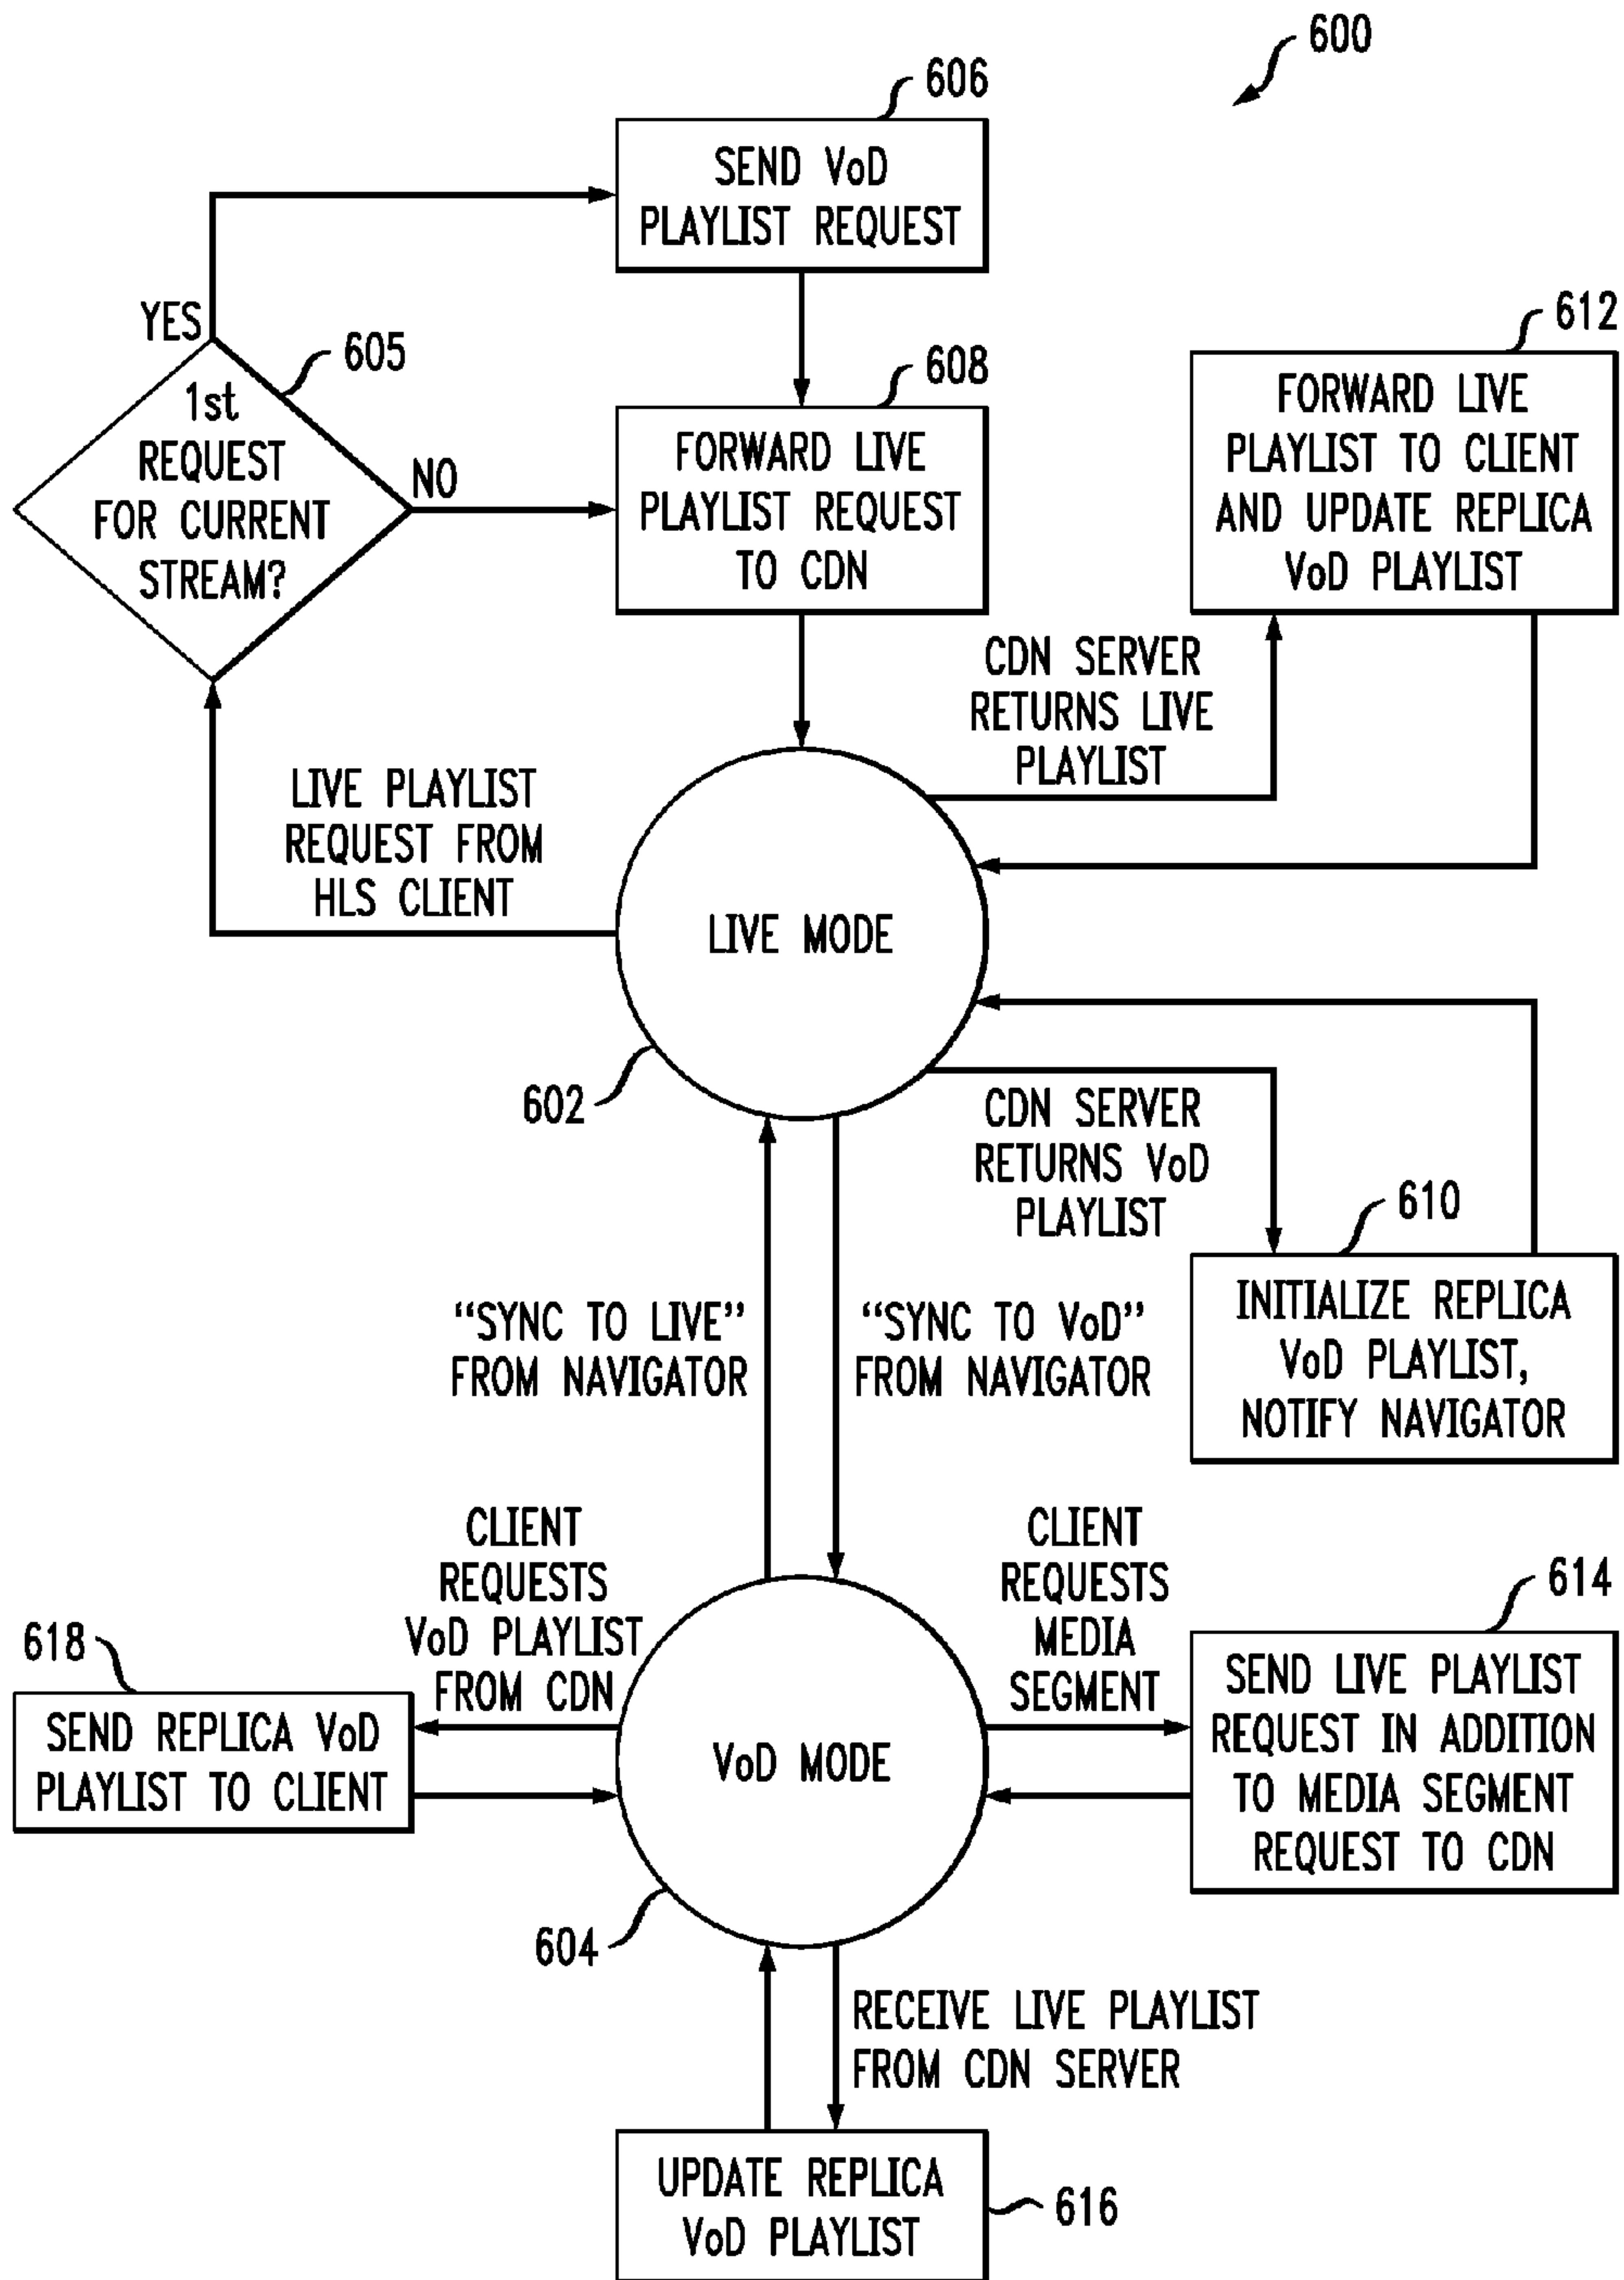 600
606
SEND VoD
PLAYLIST REQUEST
YES
605
1st
REQUEST
FOR CURRENT
STREAM?
NO
608
FORWARD LIVE
PLAYLIST REQUEST
TO CDN
612
FORWARD LIVE
PLAYLIST TO CLIENT
AND UPDATE REPLICA
VoD PLAYLIST
CDN SERVER
RETURNS LIVE
PLAYLIST
LIVE PLAYLIST
REQUEST FROM
HLS CLIENT
LIVE MODE
602
CDN SERVER
RETURNS VoD
PLAYLIST
610
INITIALIZE REPLICA
VoD PLAYLIST,
NOTIFY NAVIGATOR
“SYNC TO LIVE”
FROM NAVIGATOR
“SYNC TO VoD”
FROM NAVIGATOR
CLIENT
REQUESTS
VoD PLAYLIST
FROM CDN
CLIENT
REQUESTS
MEDIA
SEGMENT
614
SEND LIVE PLAYLIST
REQUEST IN ADDITION
TO MEDIA SEGMENT
REQUEST TO CDN
618
SEND REPLICA VoD
PLAYLIST TO CLIENT
VoD MODE
604
RECEIVE LIVE PLAYLIST
FROM CDN SERVER
UPDATE REPLICA
VoD PLAYLIST
616